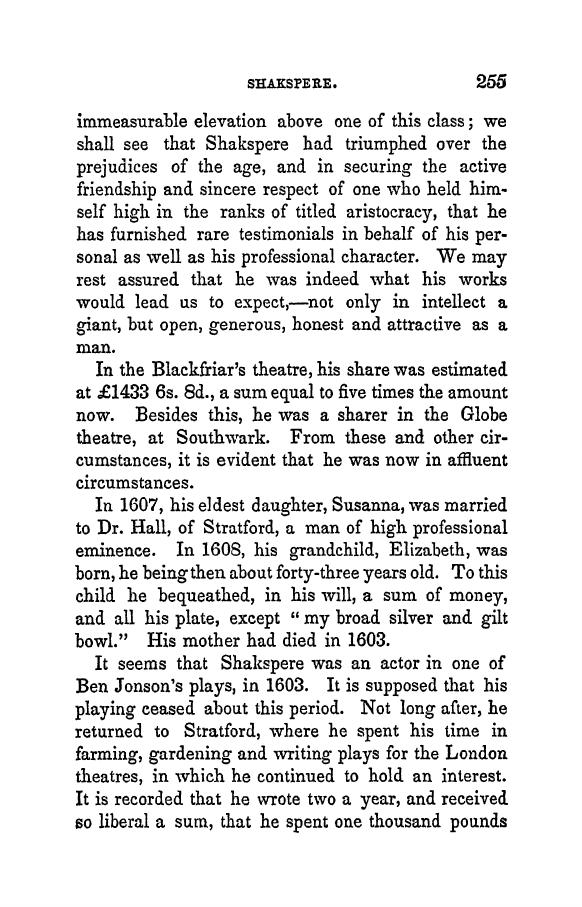 SHAKSPERE. 255
immeasurable elevation above one of this class; we
shall see that Shakspere had triumphed over the
prejudices of the age, and in securing the active
friendship and sincere respect of one who held him-
self high in the ranks of titled aristocracy, that he
has furnished rare testimonials in behalf of his per-
sonal as well as his professional character. We may
rest assured that he was indeed what his works
would lead us to expect,—not only in intellect a
giant, but open, generous, honest and attractive as a
man.
In the Blackfriar's theatre, his share was estimated
at £1433 6s. 8d., a sum equal to five times the amount
now. Besides this, he was a sharer in the Globe
theatre, at Southwark. From these and other cir-
cumstances, it is evident that he was now in affluent
circumstances.
In 1607, his eldest daughter, Susanna, was married
to Dr. Hall, of Stratford, a man of high professional
eminence. In 1608, his grandchild, Elizabeth, was
born, he being then about forty-three years old. To this
child he bequeathed, in his will, a sum of money,
and all his plate, except "my broad silver and gilt
bowl." His mother had died in 1603.
It seems that Shakspere was an actor in one of
Ben Jonson's plays, in 1603. It is supposed that his
playing ceased about this period. Not long after, he
returned to Stratford, where he spent his time in
farming, gardening and writing plays for the London
theatres, in which he continued to hold an interest.
It is recorded that he wrote two a year, and received
so liberal a sum, that he spent one thousand pounds